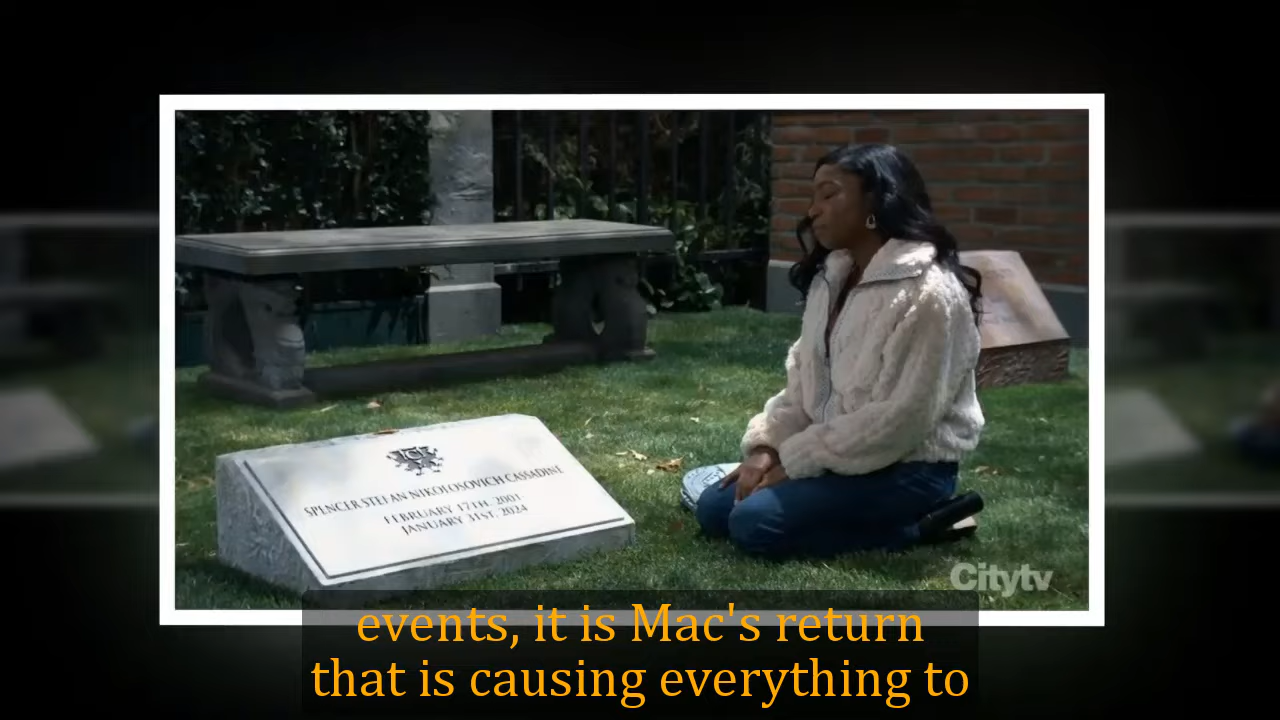 SPENCER STEFAN NIKOLOSOVICH CASSADINE
FEBRUARY 17TH, 2001
JANUARY 31ST, 2024
Citytv
events, it is Mac's return
that is causing everything to